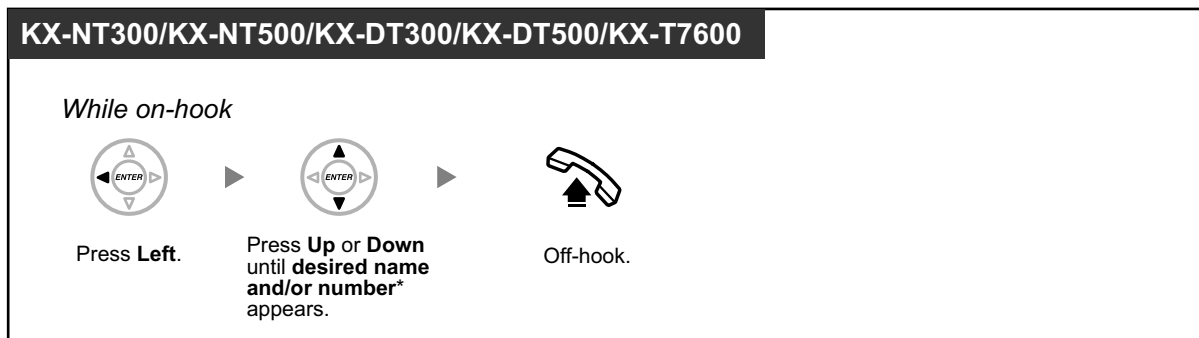 KX-NT300/KX-NT500/KX-DT300/KX-DT500/KX-T7600
While on-hook
ENTER
ENTER
Press Left.
Press Up or Down
until desired name
and/or number*
appears.
Off-hook.